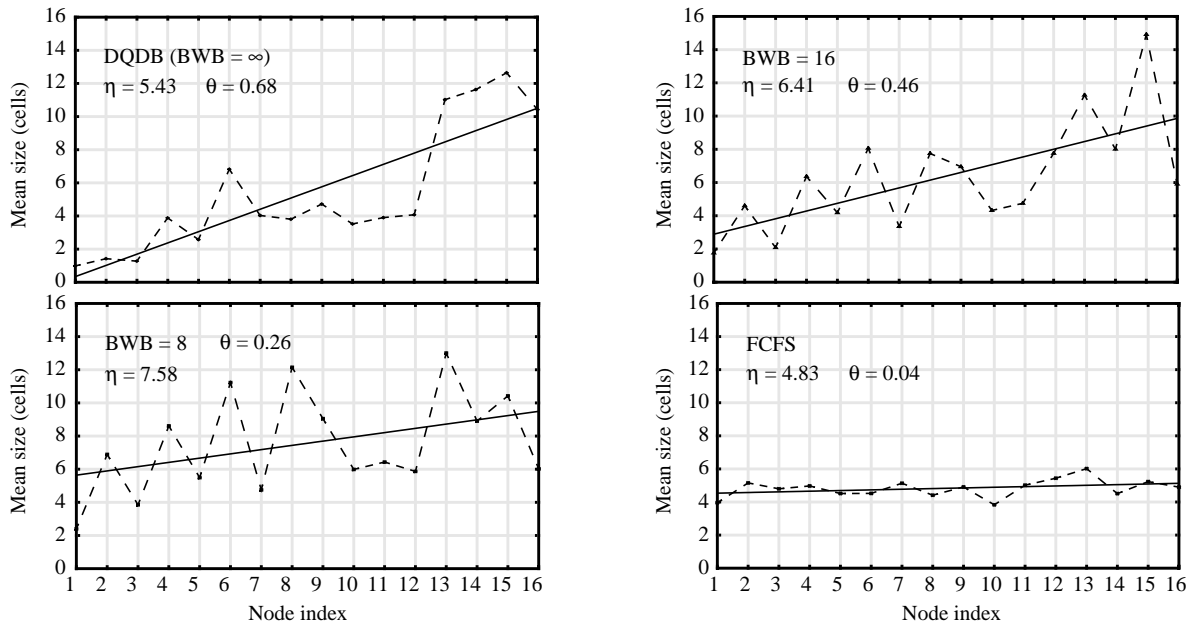 16
14
12
10
8
6
4
2
0
Mean size (cells)
DQDB (BWB = ∞)
η = 5.43 θ = 0.68
16
14
12
10
8
6
4
2
0
Mean size (cells)
BWB = 16
η = 6.41 θ = 0.46
16
14
12
10
8
6
4
2
0
Mean size (cells)
BWB = 8 θ = 0.26
η = 7.58
1 2 3 4 5 6 7 8 9 10 11 12 13 14 15 16
Node index
16
14
12
10
8
6
4
2
0
Mean size (cells)
FCFS
η = 4.83 θ = 0.04
1 2 3 4 5 6 7 8 9 10 11 12 13 14 15 16
Node index